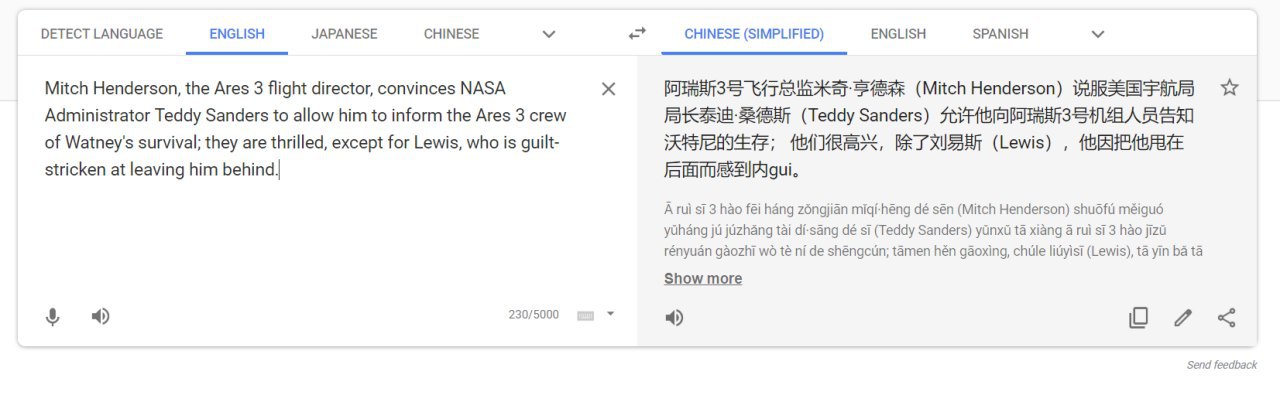 DETECT LANGUAGE ENGLISH JAPANESE CHINESE CHINESE (SIMPLIFIED) ENGLISH SPANISH
Mitch Henderson, the Ares 3 flight director, convinces NASA
Administrator Teddy Sanders to allow him to inform the Ares 3 crew
of Watney's survival; they are thrilled, except for Lewis, who is guilt-
stricken at leaving him behind.
230/5000
阿瑞斯3号飞行总监米奇·亨德森（Mitch Henderson）说服美国宇航局
局长泰迪·桑德斯（Teddy Sanders）允许他向阿瑞斯3号机组人员告知
沃特尼的生存； 他们很高兴，除了刘易斯（Lewis），他因把他甩在
后面而感到内gui。
Ā ruì sī 3 hào fēi háng zǒngjiān mǐqí·hēng dé sēn (Mitch Henderson) shuōfú měiguó
yǔháng jú júzhǎng tài dí·sāng dé sī (Teddy Sanders) yǔnxǔ tā xiàng ā ruì sī 3 hào jīzǔ
rényuán gàozhī wò tè ní de shēngcún; tāmen hěn gāoxìng, chúle liúyìsī (Lewis), tā yīn bǎ tā
Show more
Send feedback